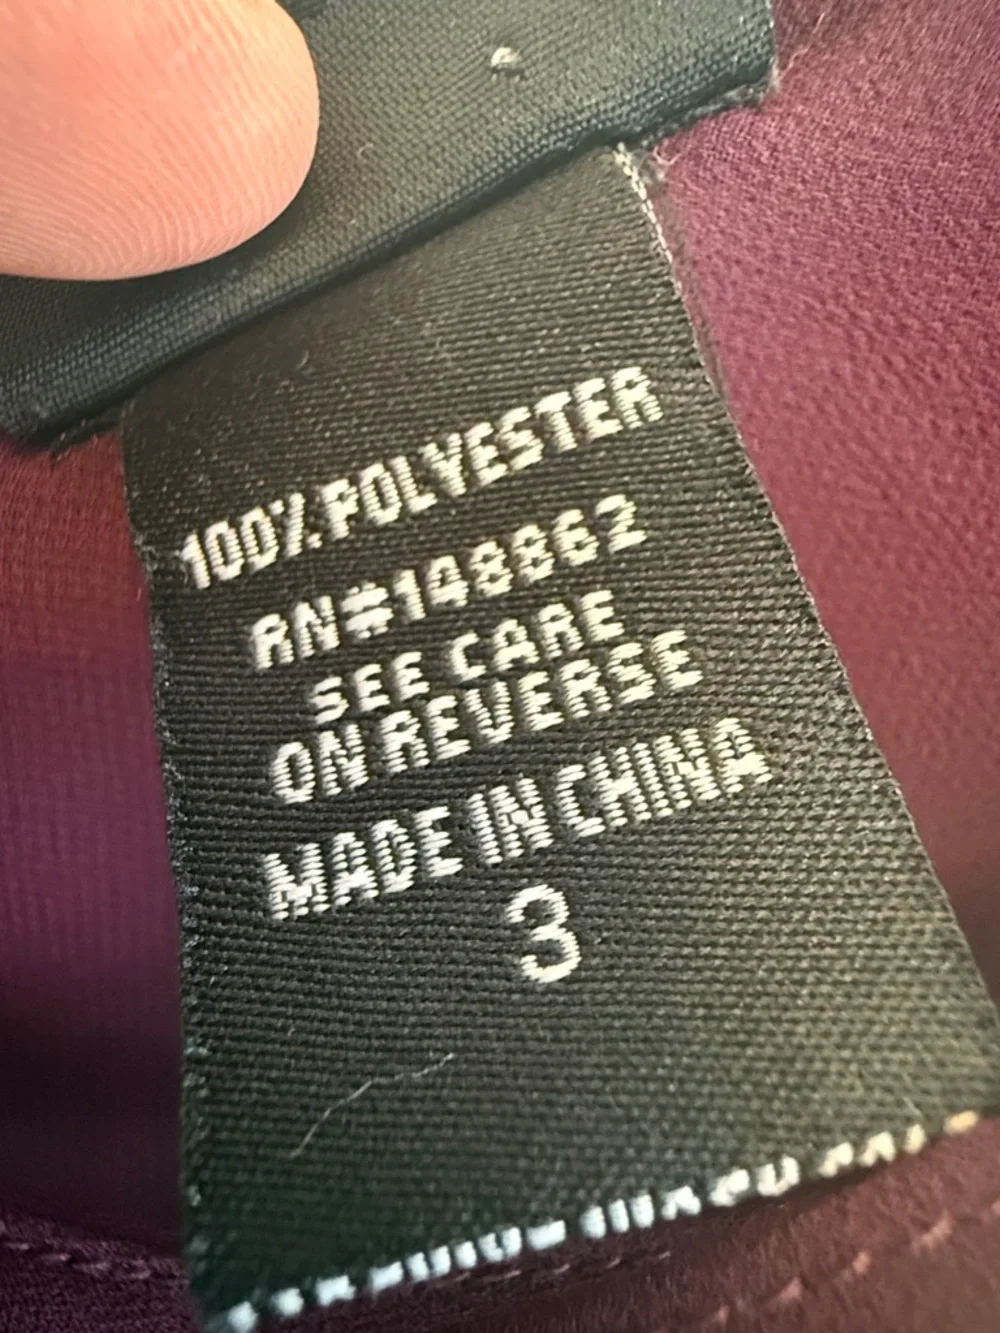 100% POLYESTER
RN#148862
SEE CARE
ON REVERSE
MADE IN CHINA
3